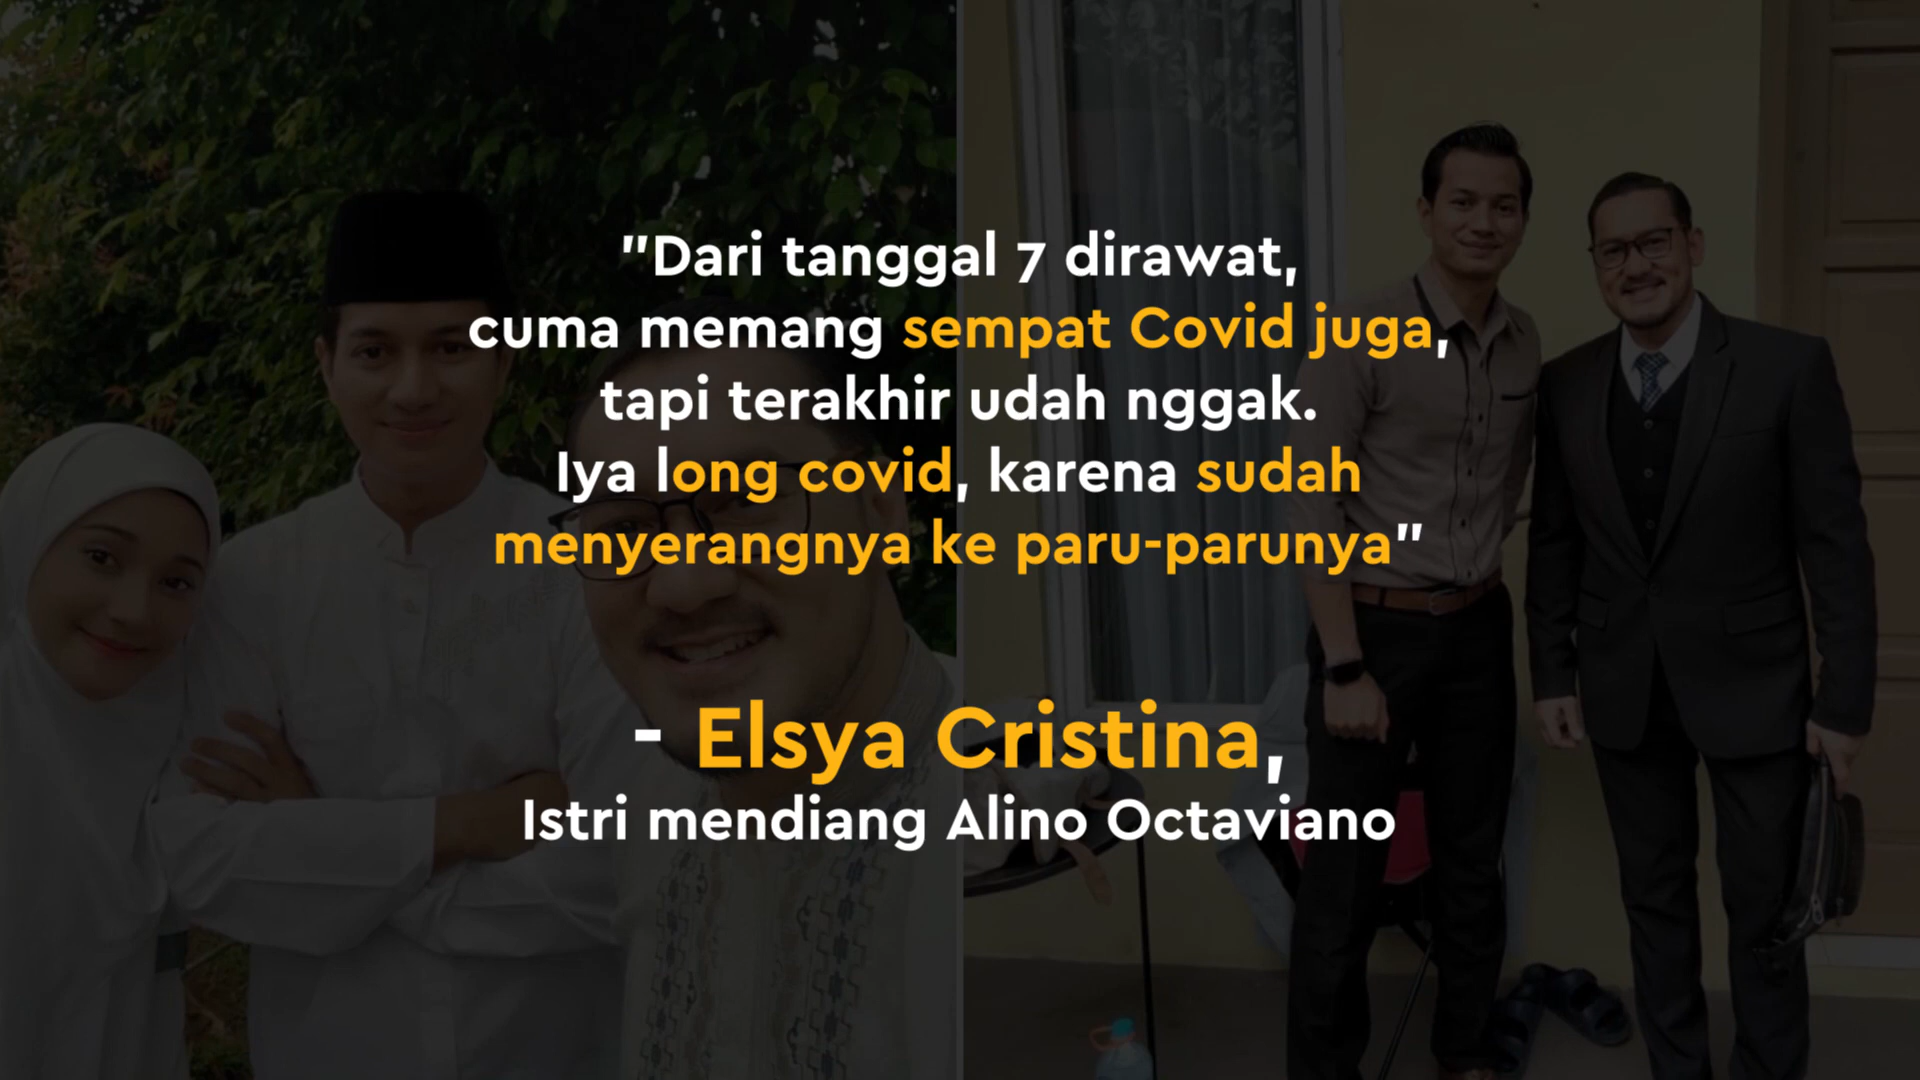 "Dari tanggal 7 dirawat,
cuma memang sempat Covid juga,
tapi terakhir udah nggak.
Iya long covid, karena sudah
menyerangnya ke paru-parunya"
- Elsya Cristina,
Istri mendiang Alino Octaviano